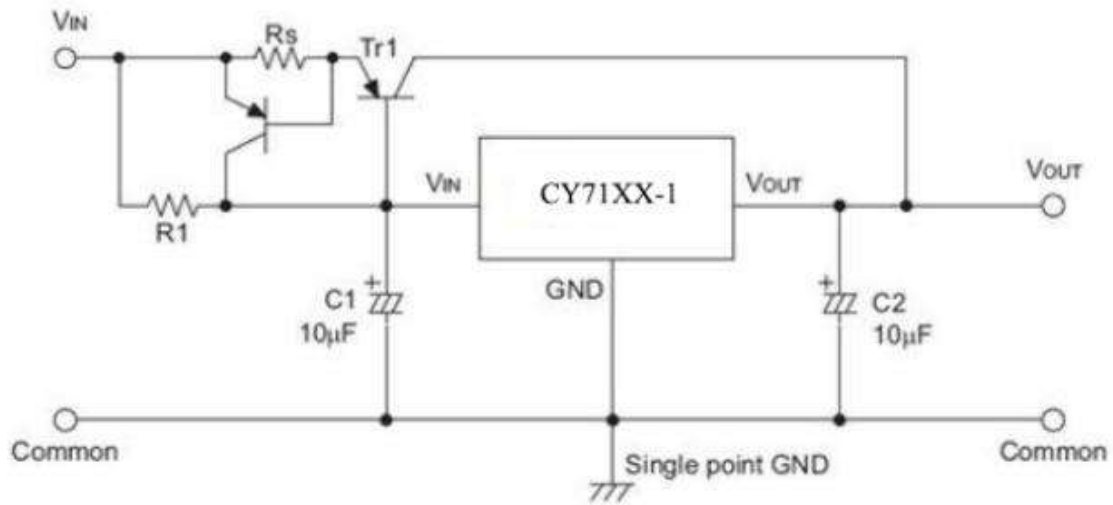 VIN
Rs
Tr1
R1
VIN
CY71XX-1
VOUT
VOUT
GND
C1
10μF
C2
10μF
Common
Single point GND
Common